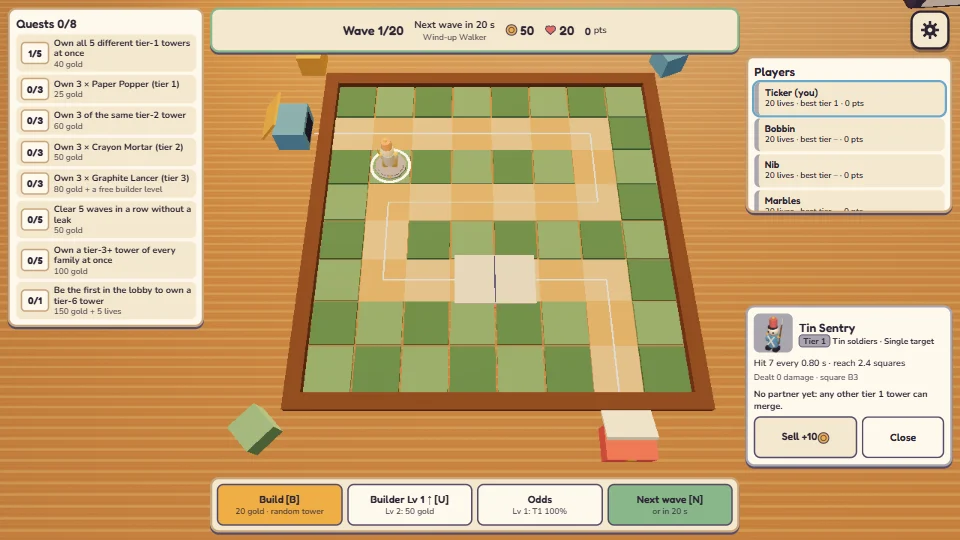 Quests 0/8
1/5
Own all 5 different tier-1 towers
at once
40 gold
0/3
Own 3 × Paper Popper (tier 1)
25 gold
0/3
Own 3 of the same tier-2 tower
60 gold
0/3
Own 3 × Crayon Mortar (tier 2)
50 gold
0/3
Own 3 × Graphite Lancer (tier 3)
80 gold + a free builder level
0/5
Clear 5 waves in a row without a
leak
50 gold
0/5
Own a tier-3+ tower of every
family at once
100 gold
0/1
Be the first in the lobby to own a
tier-6 tower
150 gold + 5 lives
Wave 1/20
Next wave in 20 s
Wind-up Walker
50
20
0 pts
Players
Ticker (you)
20 lives · best tier 1 · 0 pts
Bobbin
20 lives · best tier – · 0 pts
Nib
20 lives · best tier – · 0 pts
Marbles
20 lives · best tier – · 0 pts
Tin Sentry
Tier 1 Tin soldiers · Single target
Hit 7 every 0.80 s · reach 2.4 squares
Dealt 0 damage · square B3
No partner yet: any other tier 1 tower can
merge.
Sell +10
Close
Build [B]
20 gold · random tower
Builder Lv 1 ↑ [U]
Lv 2: 50 gold
Odds
Lv 1: T1 100%
Next wave [N]
or in 20 s